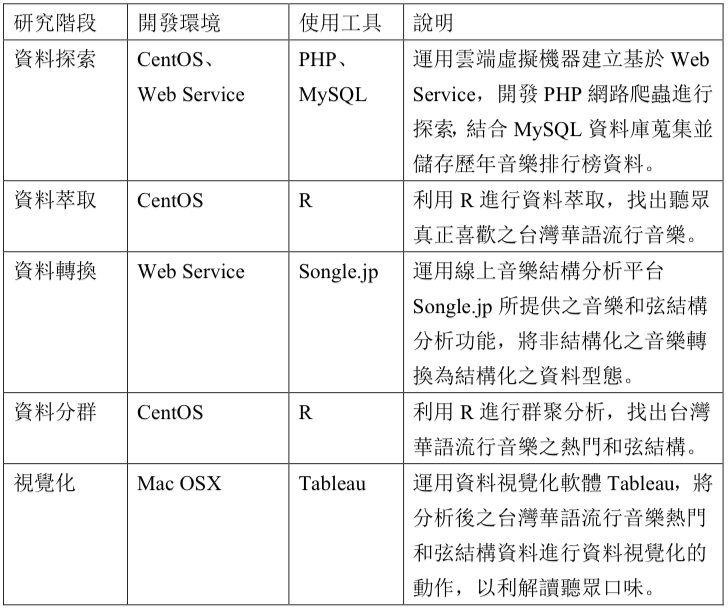 研究階段 開發環境 使用工具 說明
資料探索 CentOS、 PHP、 運用雲端虛擬機器建立基於 Web
Web Service MySQL Service，開發 PHP 網路爬蟲進行
探索，結合 MySQL 資料庫蒐集並
儲存歷年音樂排行榜資料。
資料萃取 CentOS R 利用 R 進行資料萃取，找出聽眾
真正喜歡之台灣華語流行音樂。
資料轉換 Web Service Songle.jp 運用線上音樂結構分析平台
Songle.jp 所提供之音樂和弦結構
分析功能，將非結構化之音樂轉
換為結構化之資料型態。
資料分群 CentOS R 利用 R 進行群聚分析，找出台灣
華語流行音樂之熱門和弦結構。
視覺化 Mac OSX Tableau 運用資料視覺化軟體 Tableau，將
分析後之台灣華語流行音樂熱門
和弦結構資料進行資料視覺化的
動作，以利解讀聽眾口味。